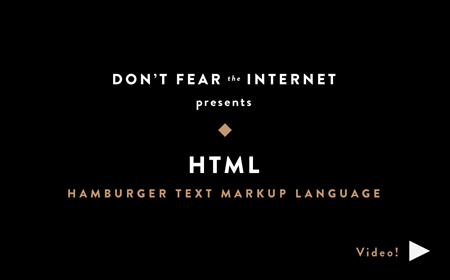 DON'T FEAR the INTERNET
presents
HTML
HAMBURGER TEXT MARKUP LANGUAGE
Video!